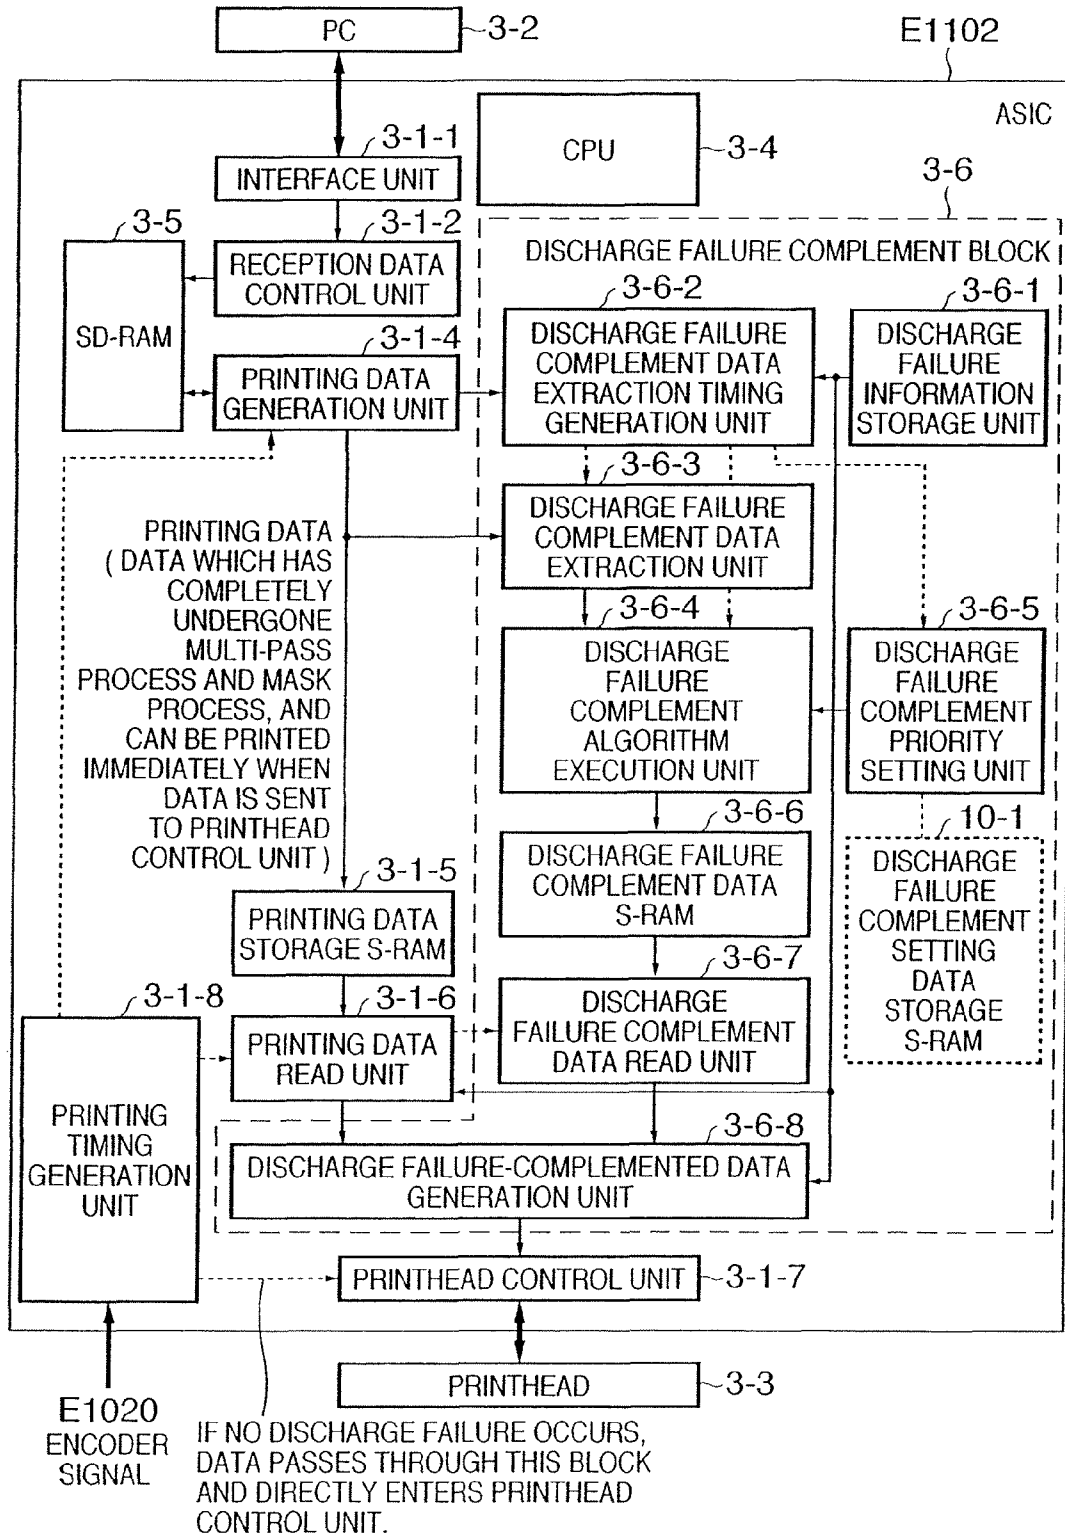 PC
3-2
E1102
ASIC
CPU
3-4
3-1-1
INTERFACE UNIT
3-6
3-5
3-1-2
RECEPTION DATA
CONTROL UNIT
DISCHARGE FAILURE COMPLEMENT BLOCK
SD-RAM
3-1-4
PRINTING DATA
GENERATION UNIT
3-6-2
DISCHARGE FAILURE
COMPLEMENT DATA
EXTRACTION TIMING
GENERATION UNIT
3-6-1
DISCHARGE
FAILURE
INFORMATION
STORAGE UNIT
3-6-3
DISCHARGE FAILURE
COMPLEMENT DATA
EXTRACTION UNIT
PRINTING DATA
( DATA WHICH HAS
COMPLETELY
UNDERGONE
MULTI-PASS
PROCESS AND MASK
PROCESS, AND
CAN BE PRINTED
IMMEDIATELY WHEN
DATA IS SENT
TO PRINTHEAD
CONTROL UNIT )
3-6-4
DISCHARGE
FAILURE
COMPLEMENT
ALGORITHM
EXECUTION UNIT
3-6-5
DISCHARGE
FAILURE
COMPLEMENT
PRIORITY
SETTING UNIT
3-6-6
DISCHARGE FAILURE
COMPLEMENT DATA
S-RAM
10-1
DISCHARGE
FAILURE
COMPLEMENT
SETTING
DATA
STORAGE
S-RAM
3-1-5
PRINTING DATA
STORAGE S-RAM
3-6-7
DISCHARGE
FAILURE COMPLEMENT
DATA READ UNIT
3-1-8
PRINTING
TIMING
GENERATION
UNIT
3-1-6
PRINTING DATA
READ UNIT
3-6-8
DISCHARGE FAILURE-COMPLEMENTED DATA
GENERATION UNIT
PRINTHEAD CONTROL UNIT
3-1-7
PRINTHEAD
3-3
E1020
ENCODER
SIGNAL
IF NO DISCHARGE FAILURE OCCURS,
DATA PASSES THROUGH THIS BLOCK
AND DIRECTLY ENTERS PRINTHEAD
CONTROL UNIT.